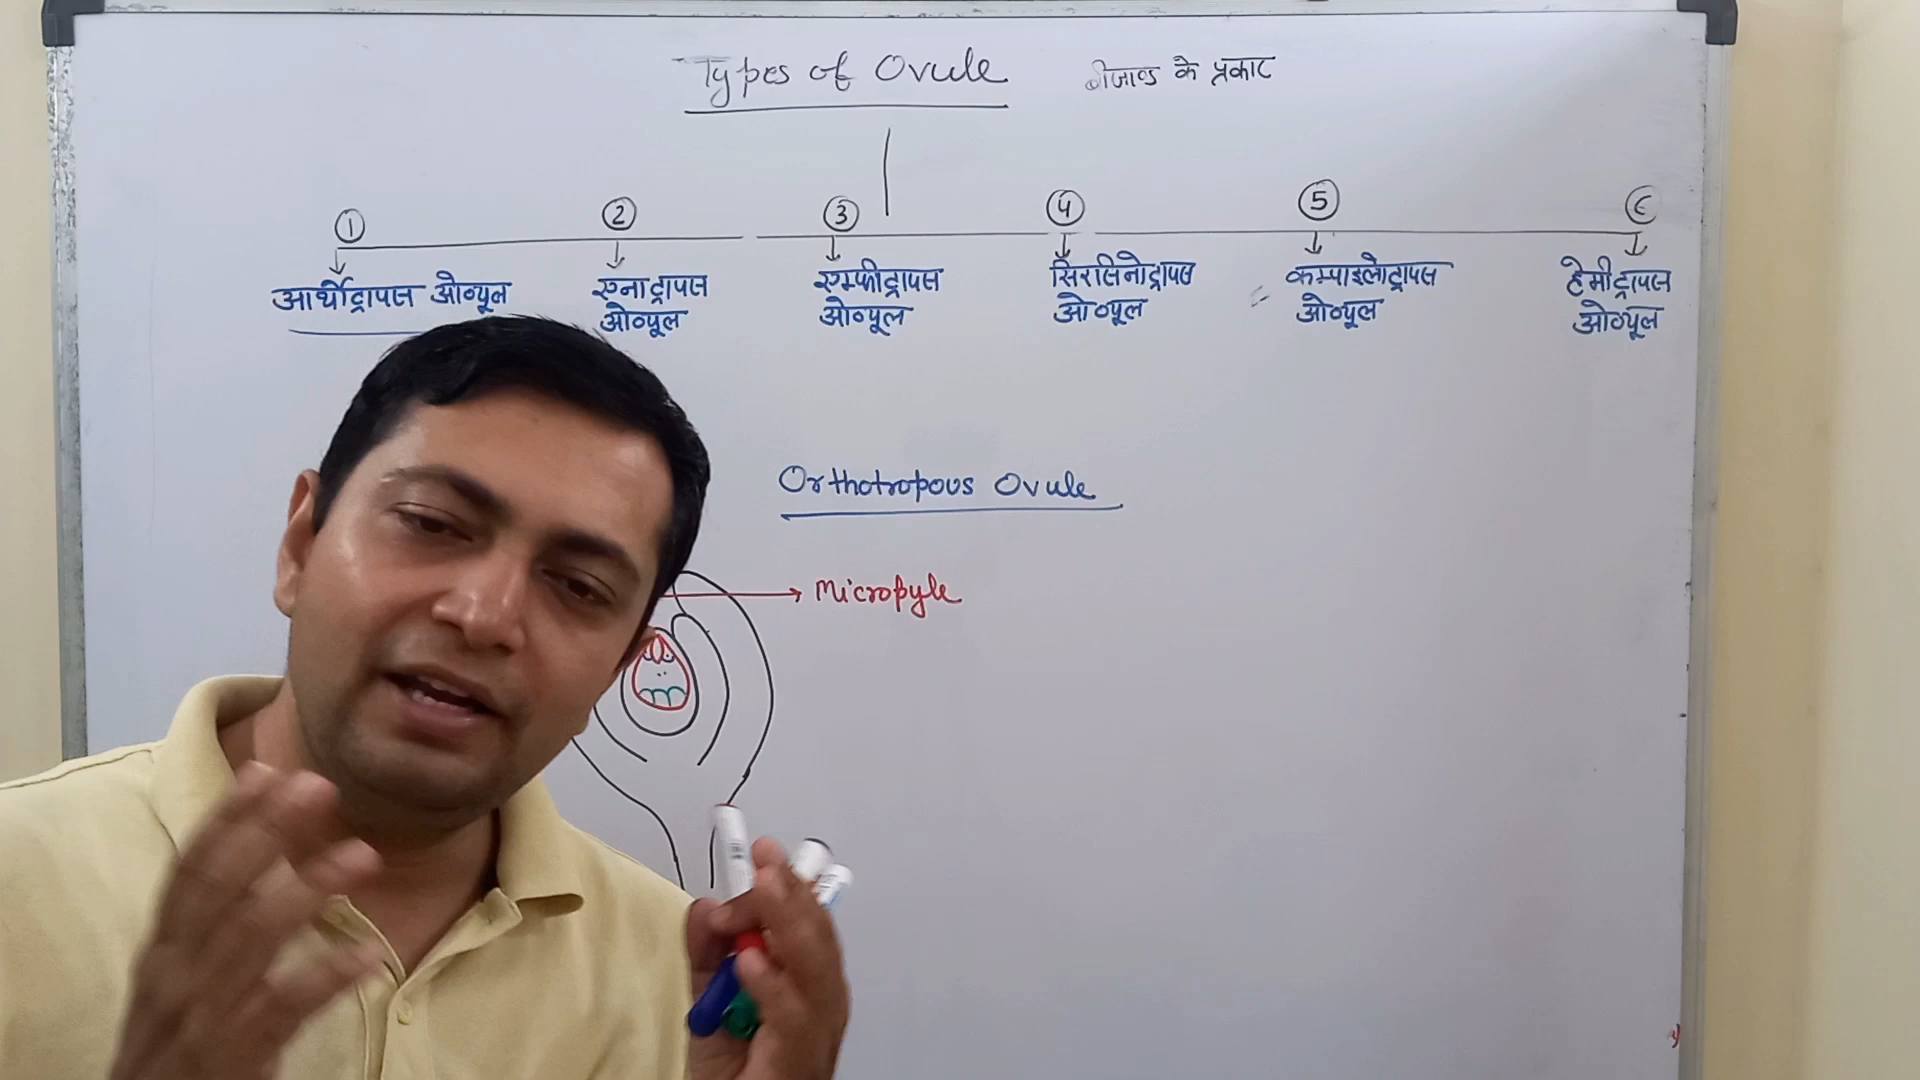 Types of Ovule बीजाण्ड के प्रकार
① ② ③ ④ ⑤ ⑥
आर्थोट्रापस ओव्यूल
एनाट्रापस ओव्यूल
एम्फीट्रापस ओव्यूल
सिरसिनोट्रापस ओव्यूल
कम्पाइलोट्रापस ओव्यूल
हेमीट्रापस ओव्यूल
Orthotropous Ovule
Micropyle